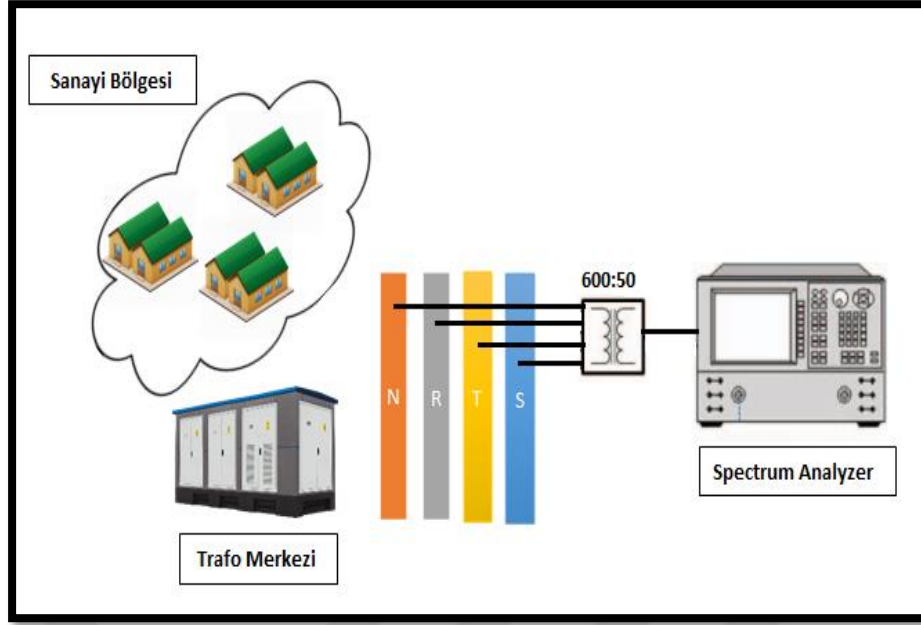 Sanayi Bölgesi
600:50
N R T S
Spectrum Analyzer
Trafo Merkezi